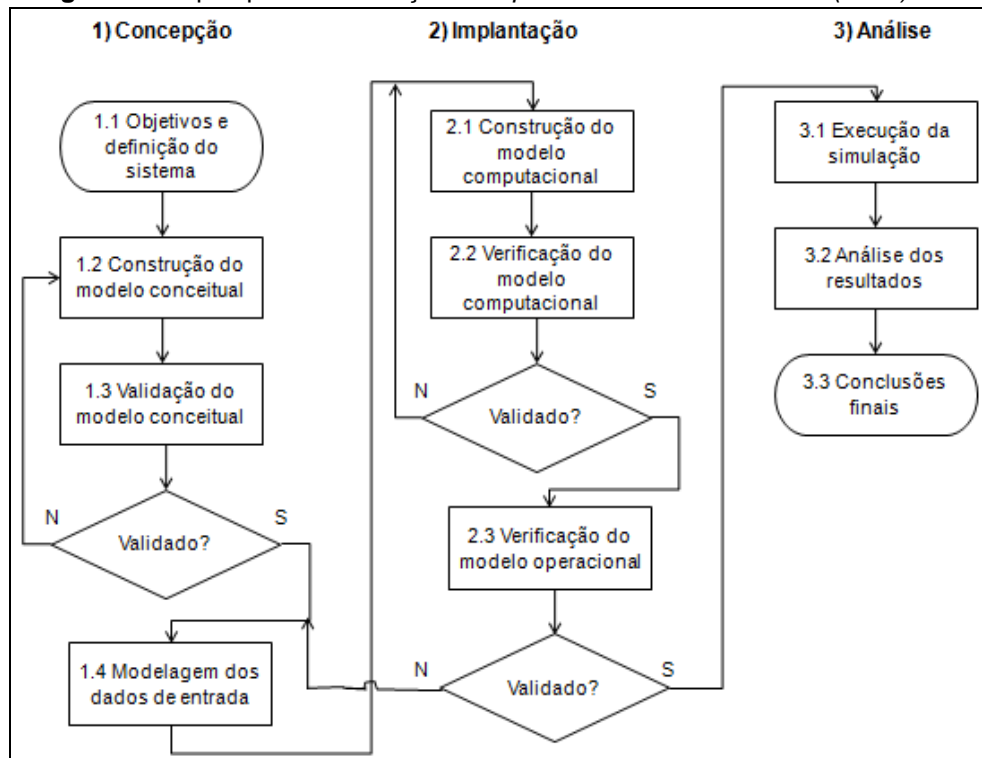 1) Concepção
1.1 Objetivos e
definição do
sistema
1.2 Construção do
modelo conceitual
1.3 Validação do
modelo conceitual
N
S
Validado?
1.4 Modelagem dos
dados de entrada
2) Implantação
2.1 Construção do
modelo
computacional
2.2 Verificação do
modelo
computacional
N
S
Validado?
2.3 Verificação do
modelo operacional
N
S
Validado?
3) Análise
3.1 Execução da
simulação
3.2 Análise dos
resultados
3.3 Conclusões
finais